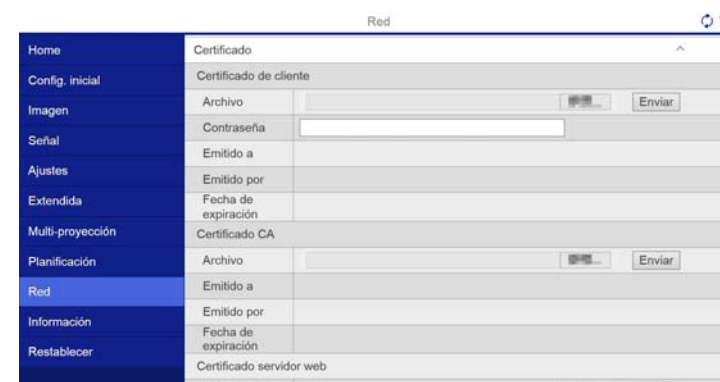 Red
Home
Config. inicial
Imagen
Señal
Ajustes
Extendida
Multi-proyección
Planificación
Red
Información
Restablecer
Certificado
Certificado de cliente
Archivo
Enviar
Contraseña
Emitido a
Emitido por
Fecha de
expiración
Certificado CA
Archivo
Enviar
Emitido a
Emitido por
Fecha de
expiración
Certificado servidor web